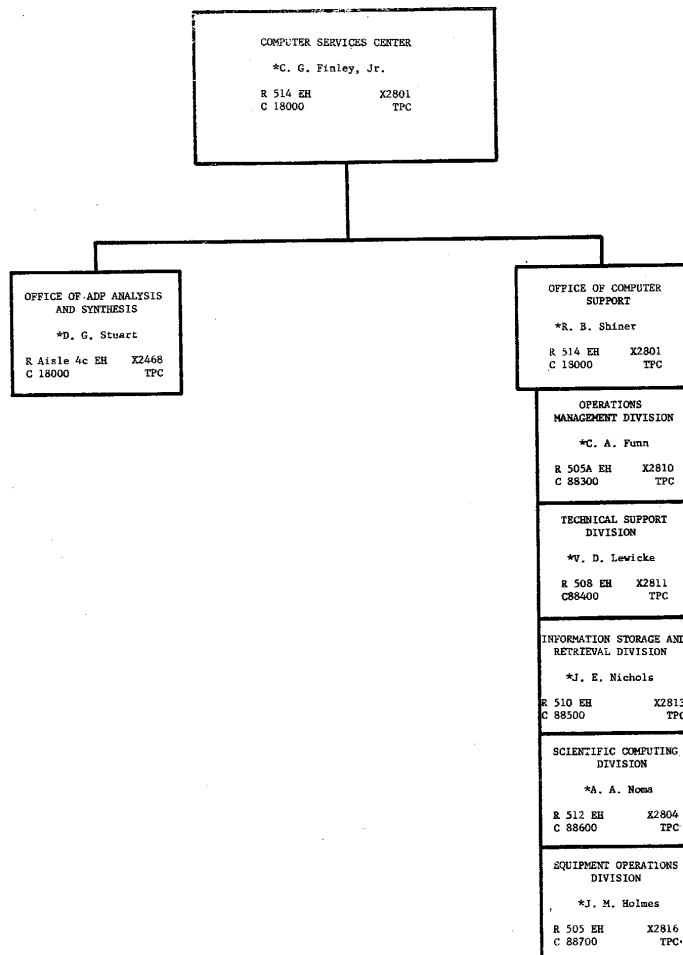 COMPUTER SERVICES CENTER
*C. G. Finley, Jr.
R 514 EH X2801
C 18000 TPC
OFFICE OF ADP ANALYSIS
AND SYNTHESIS
*D. G. Stuart
R Aisle 4c EH X2468
C 18000 TPC
OFFICE OF COMPUTER
SUPPORT
*R. B. Shiner
R 514 EH X2801
C 18000 TPC
OPERATIONS
MANAGEMENT DIVISION
*C. A. Funn
R 505A EH X2810
C 88300 TPC
TECHNICAL SUPPORT
DIVISION
*V. D. Lewicke
R 508 EH X2811
C88400 TPC
INFORMATION STORAGE AND
RETRIEVAL DIVISION
*J. E. Nichols
R 510 EH X2813
C 88500 TPC
SCIENTIFIC COMPUTING
DIVISION
*A. A. Noma
R 512 EH X2804
C 88600 TPC
EQUIPMENT OPERATIONS
DIVISION
*J. M. Holmes
R 505 EH X2816
C 88700 TPC